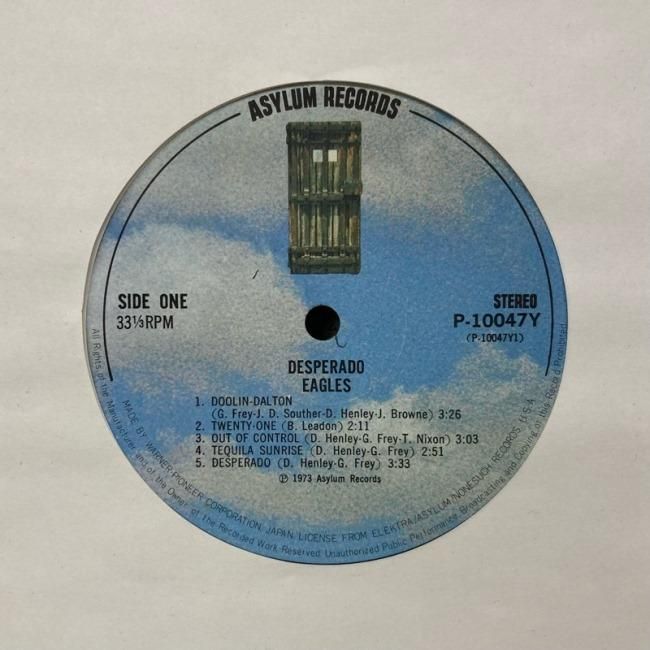 ASYLUM RECORDS
SIDE ONE
33⅓RPM
STEREO
P-10047Y
(P-10047Y1)
DESPERADO
EAGLES
1. DOOLIN-DALTON
(G. Frey-J. D. Souther-D. Henley-J. Browne) 3:26
2. TWENTY-ONE (B. Leadon) 2:11
3. OUT OF CONTROL (D. Henley-G. Frey-T. Nixon) 3:03
4. TEQUILA SUNRISE (D. Henley-G. Frey) 2:51
5. DESPERADO (D. Henley-G. Frey) 3:33
Ⓟ 1973 Asylum Records
MADE BY WARNER-PIONEER CORPORATION, JAPAN. LICENSE FROM ELEKTRA/ASYLUM/NONESUCH RECORDS, U.S.A.
All Rights of the Manufacturer and of the Owner of the Recorded Work Reserved. Unauthorized Public Performance Broadcasting and Copying of this Record Prohibited